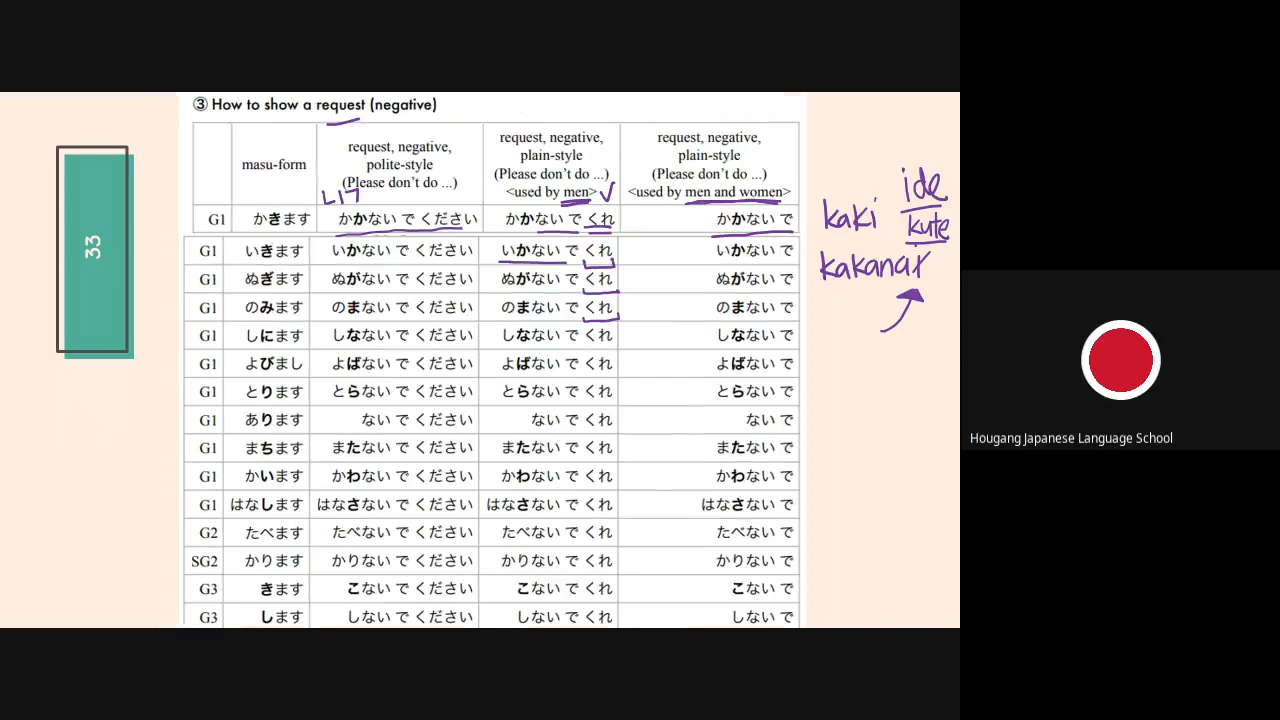 ③ How to show a request (negative)
masu-form
request, negative,
polite-style
(Please don't do ...)
request, negative,
plain-style
(Please don't do ...)
<used by men>
request, negative,
plain-style
(Please don't do ...)
<used by men and women>
L17
G1 かきます かかない で ください かかない で くれ かかない で
G1 いきます いかない で ください いかない で くれ いかない で
G1 ぬぎます ぬがない で ください ぬがない で くれ ぬがない で
G1 のみます のまない で ください のまない で くれ のまない で
G1 しにます しなない で ください しなない で くれ しなない で
G1 よびまし よばない で ください よばない で くれ よばない で
G1 とります とらない で ください とらない で くれ とらない で
G1 あります ない で ください ない で くれ ない で
G1 まちます またない で ください またない で くれ またない で
G1 かいます かわない で ください かわない で くれ かわない で
G1 はなします はなさない で ください はなさない で くれ はなさない で
G2 たべます たべない で ください たべない で くれ たべない で
SG2 かります かりない で ください かりない で くれ かりない で
G3 きます こない で ください こない で くれ こない で
G3 します しない で ください しない で くれ しない で
33
kaki ide
kute
kakanai
Hougang Japanese Language School